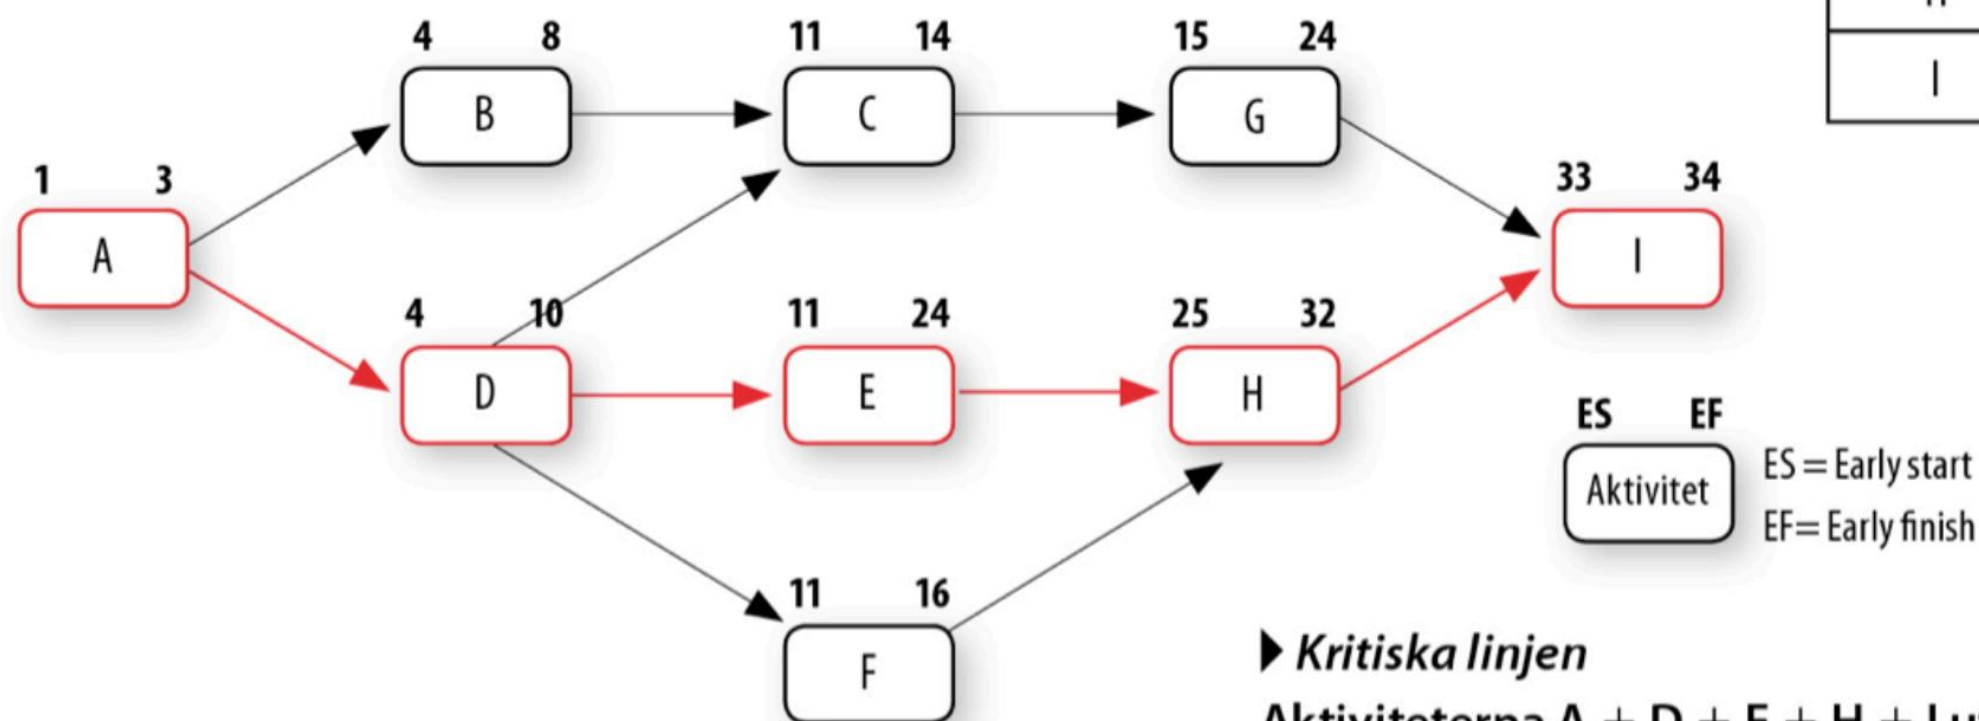 4 8 11 14 15 24
B C G
I
1 3 33 34
A I
4 10 11 24 25 32
D E H
ES EF
Aktivitet
ES = Early start
EF= Early finish
11 16
F
Kritiska linjen
Aktiviteterna A + D + E + H + I